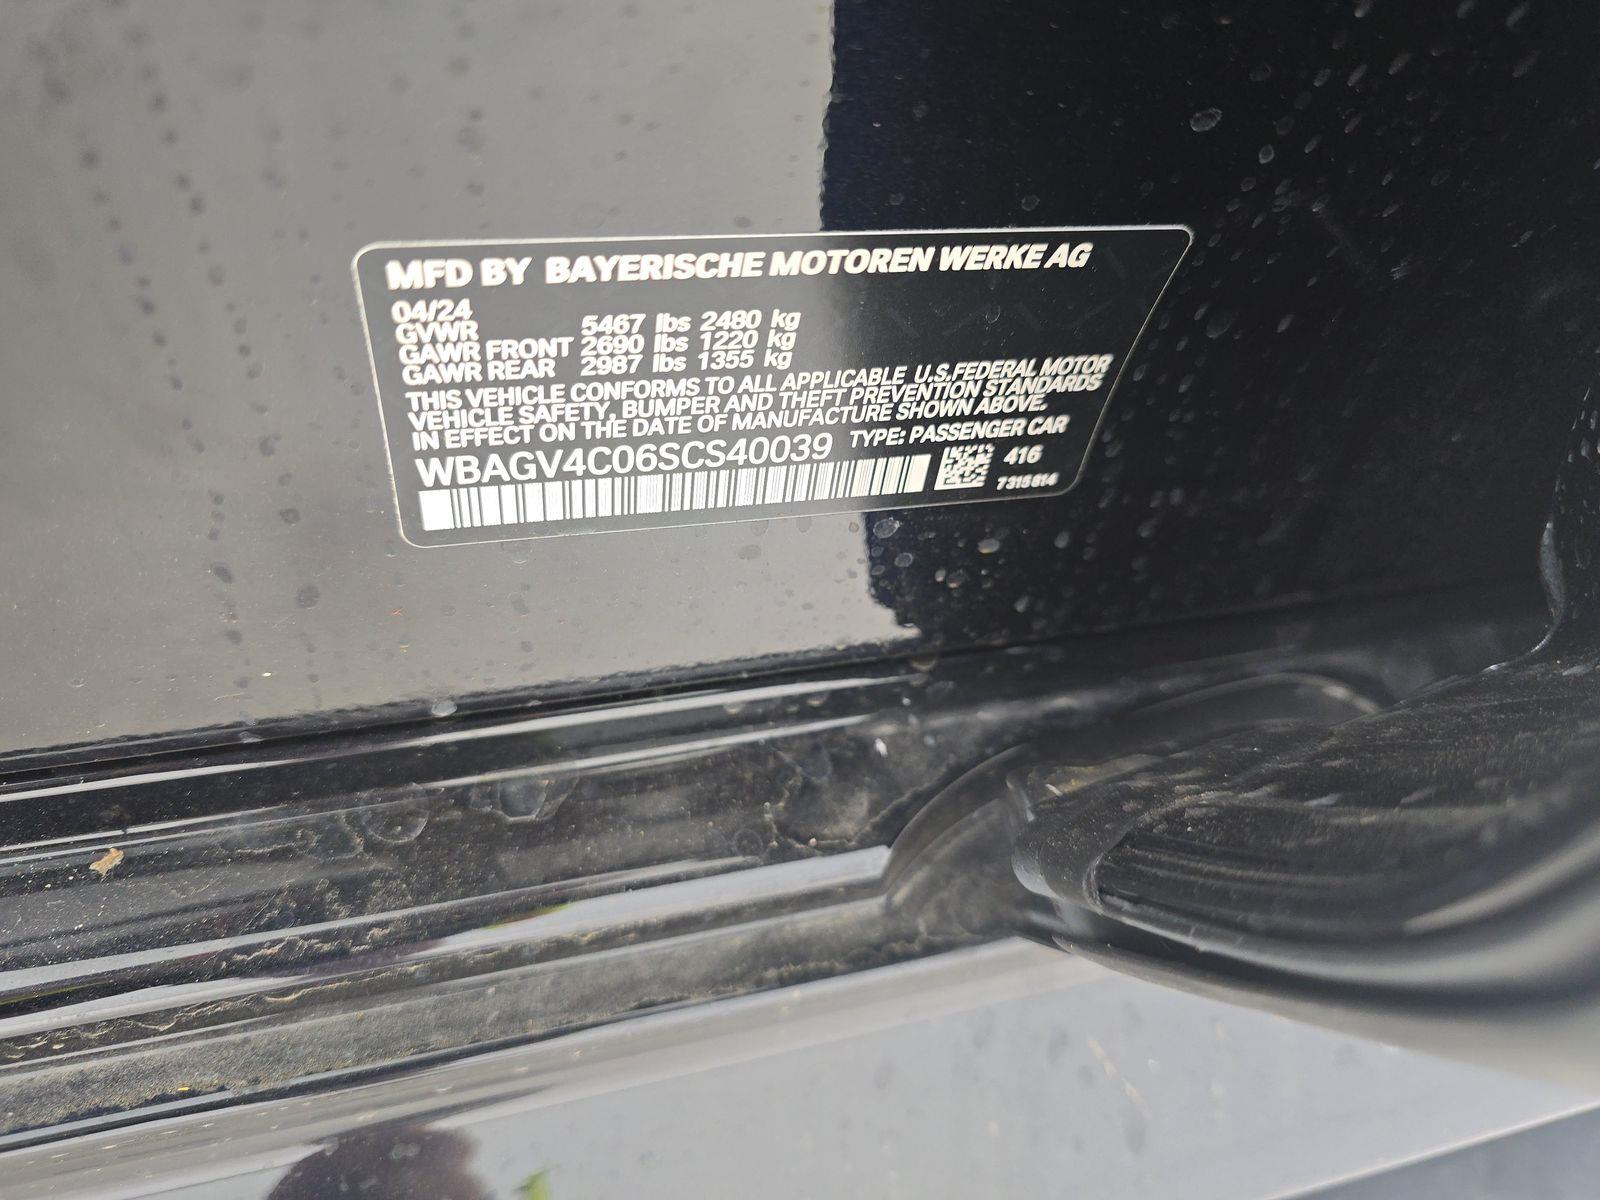 MFD BY BAYERISCHE MOTOREN WERKE AG
04/24
GVWR 5467 lbs 2480 kg
GAWR FRONT 2690 lbs 1220 kg
GAWR REAR 2987 lbs 1355 kg
THIS VEHICLE CONFORMS TO ALL APPLICABLE U.S.FEDERAL MOTOR
VEHICLE SAFETY, BUMPER AND THEFT PREVENTION STANDARDS
IN EFFECT ON THE DATE OF MANUFACTURE SHOWN ABOVE.
WBAGV4C06SCS40039 TYPE: PASSENGER CAR
416
7315614